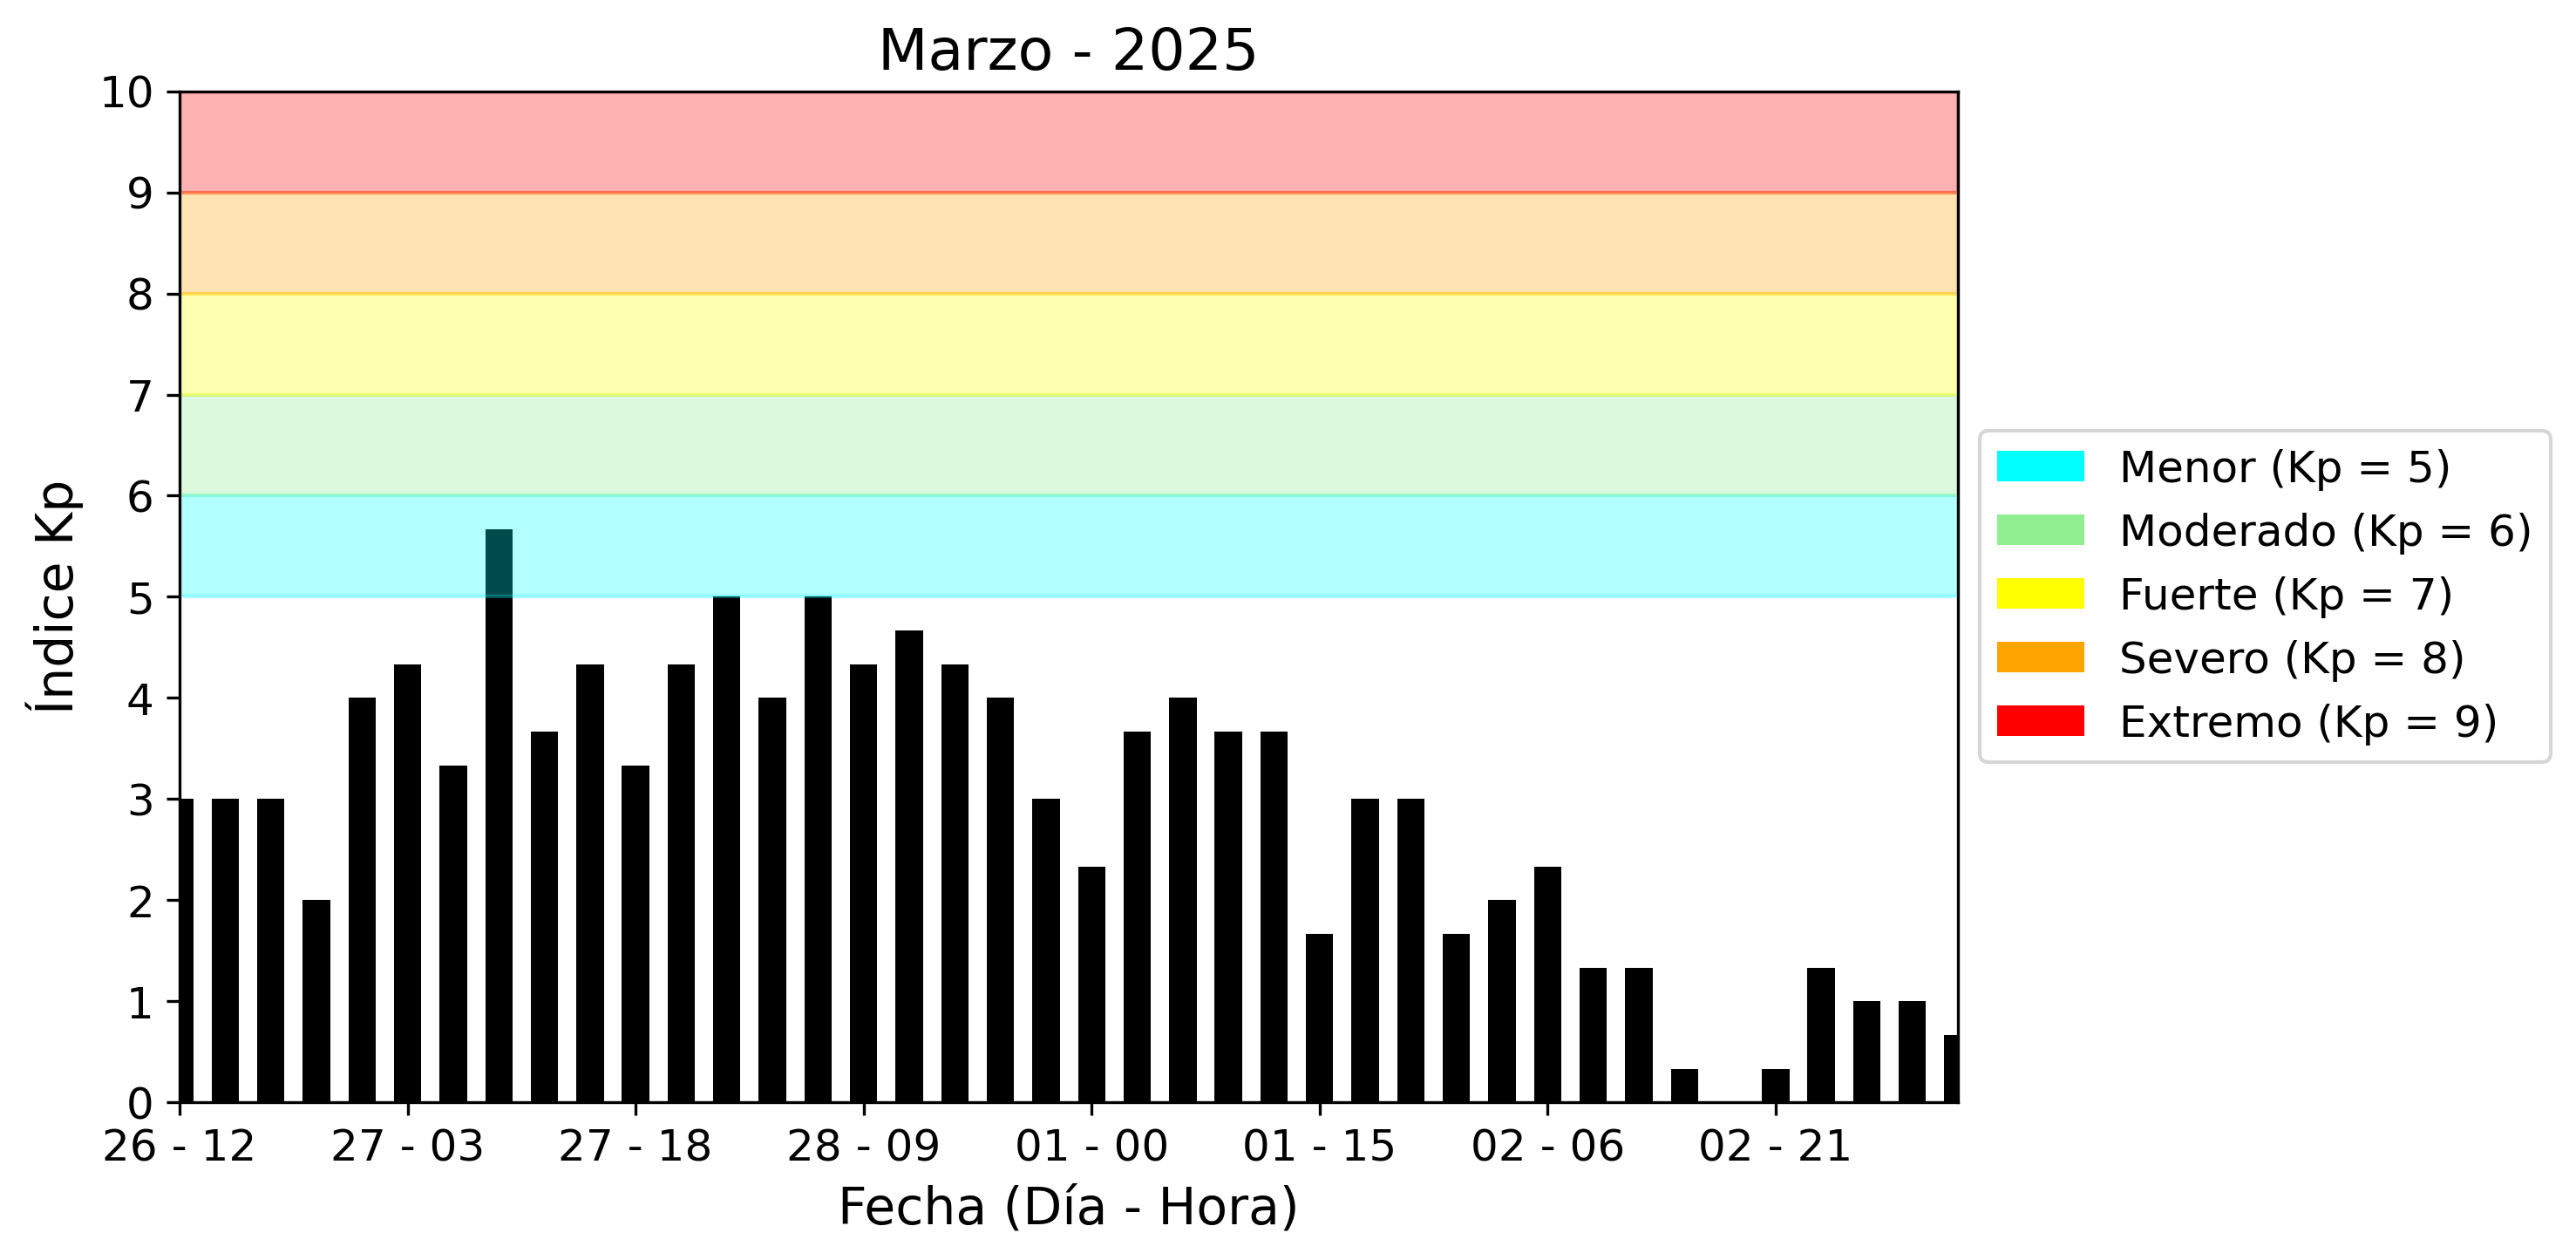 Marzo - 2025
10
9
8
7
6
5
4
3
2
1
0
Índice Kp
26 - 12
27 - 03
27 - 18
28 - 09
01 - 00
01 - 15
02 - 06
02 - 21
Fecha (Día - Hora)
Menor (Kp = 5)
Moderado (Kp = 6)
Fuerte (Kp = 7)
Severo (Kp = 8)
Extremo (Kp = 9)